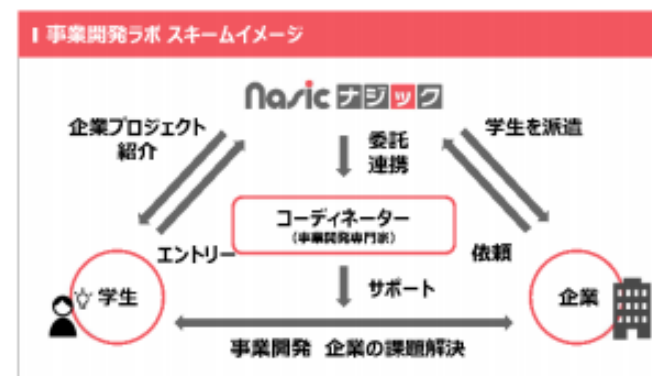 事業開発ラボ スキームイメージ
Nasic ナジック
企業プロジェクト
紹介
委託
連携
学生を派遣
コーディネーター
(事業開発専門家)
エントリー
依頼
学生
サポート
企業
事業開発 企業の課題解決